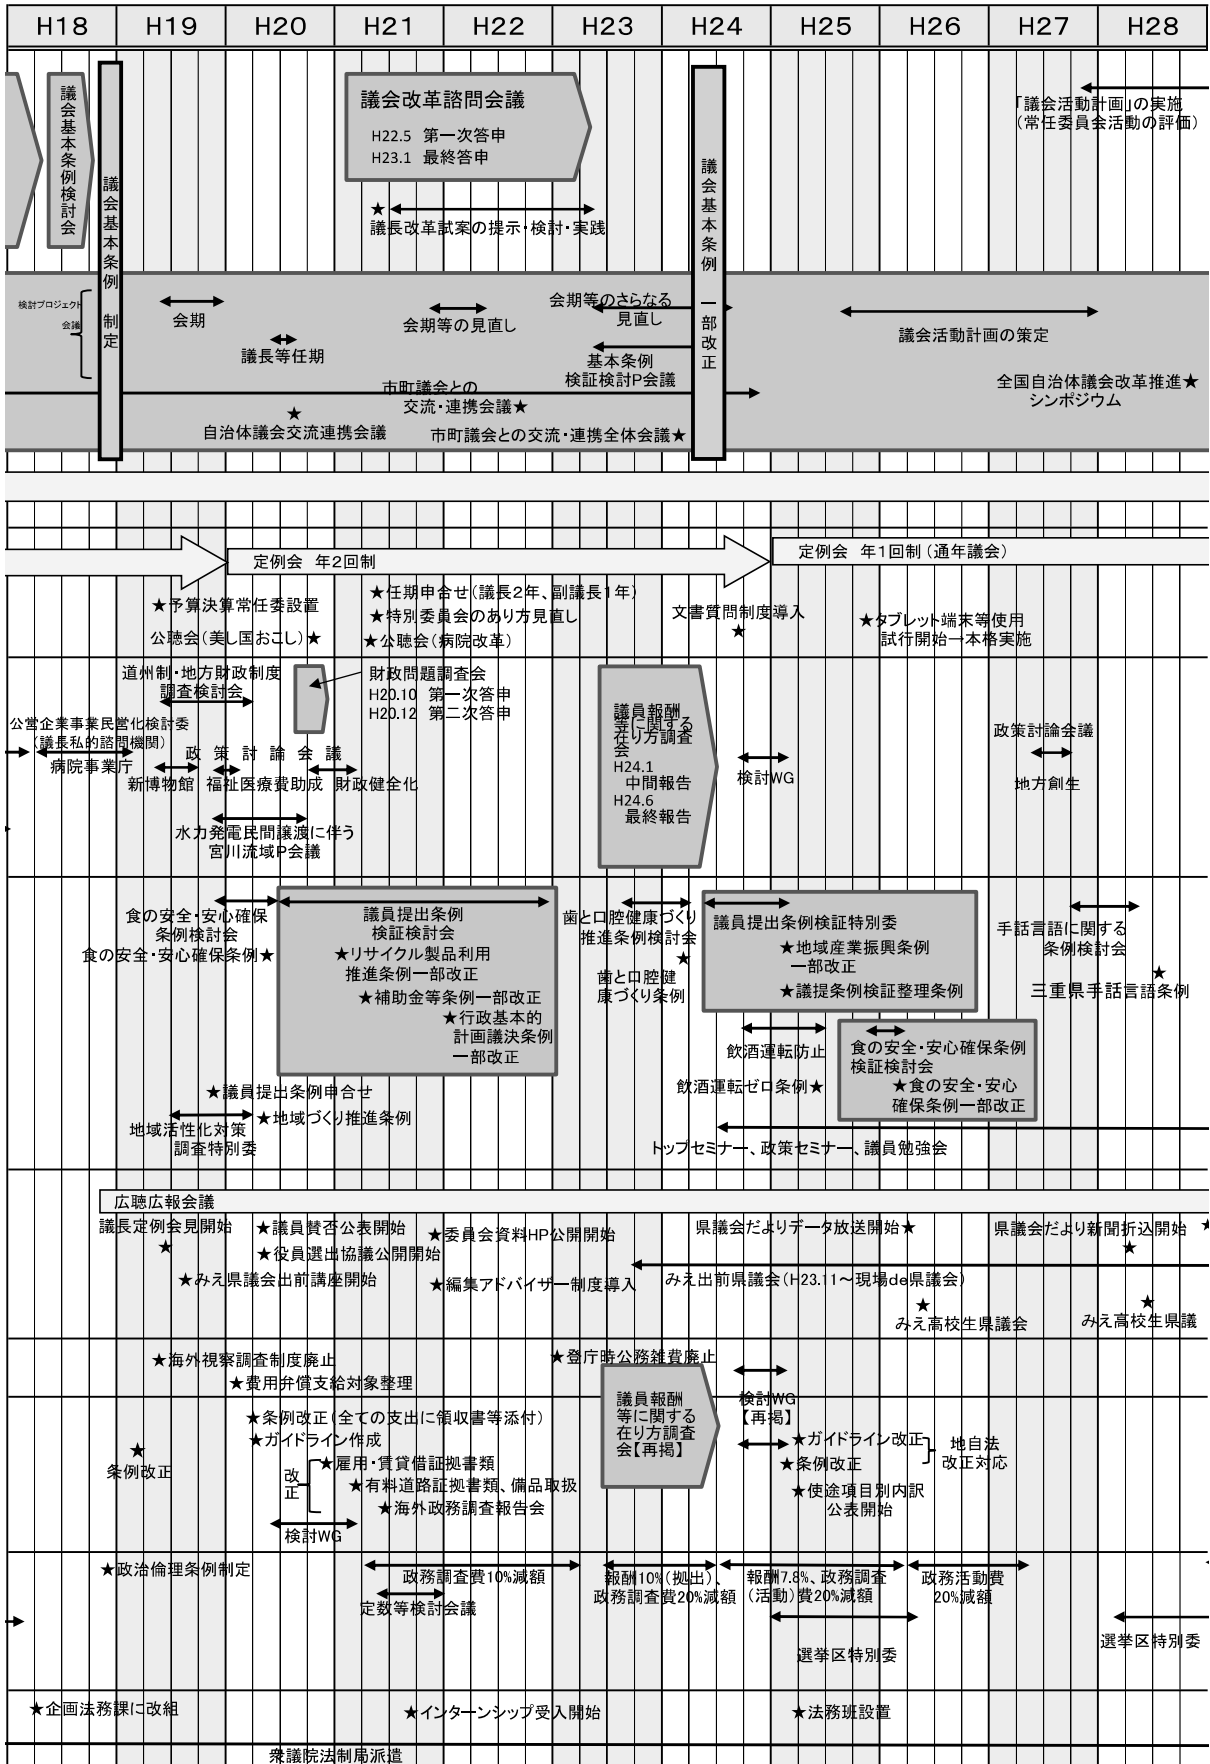 H18 H19 H20 H21 H22 H23 H24 H25 H26 H27 H28
議会基本条例検討会
議会基本条例 制定
議会改革諮問会議
H22.5 第一次答申
H23.1 最終答申
★
議長改革試案の提示・検討・実践
議会基本条例 一部改正
「議会活動計画」の実施
(常任委員会活動の評価)
検討プロジェクト
会議
会期
議長等任期
会期等の見直し
会期等のさらなる
見直し
基本条例
検証検討P会議
議会活動計画の策定
市町議会との
交流・連携会議★
★
自治体議会交流連携会議
市町議会との交流・連携全体会議★
全国自治体議会改革推進★
シンポジウム
定例会 年2回制
定例会 年1回制(通年議会)
★予算決算常任委設置
公聴会(美し国おこし)★
★任期申合せ(議長2年、副議長1年)
★特別委員会のあり方見直し
★公聴会(病院改革)
文書質問制度導入
★
★タブレット端末等使用
試行開始→本格実施
道州制・地方財政制度
調査検討会
財政問題調査会
H20.10 第一次答申
H20.12 第二次答申
公営企業事業民営化検討委
(議長私的諮問機関)
病院事業庁
政策討論会議
新博物館
福祉医療費助成
財政健全化
水力発電民間譲渡に伴う
宮川流域P会議
議員報酬
等に関する
在り方調査
会
H24.1
中間報告
H24.6
最終報告
検討WG
政策討論会議
地方創生
食の安全・安心確保
条例検討会
食の安全・安心確保条例★
議員提出条例
検証検討会
★リサイクル製品利用
推進条例一部改正
★補助金等条例一部改正
★行政基本的
計画議決条例
一部改正
歯と口腔健康づくり
推進条例検討会
★
歯と口腔健
康づくり条例
議員提出条例検証特別委
★地域産業振興条例
一部改正
★議提条例検証整理条例
手話言語に関する
条例検討会
★
三重県手話言語条例
飲酒運転防止
飲酒運転ゼロ条例★
食の安全・安心確保条例
検証検討会
★食の安全・安心
確保条例一部改正
★議員提出条例申合せ
★地域づくり推進条例
地域活性化対策
調査特別委
トップセミナー、政策セミナー、議員勉強会
広聴広報会議
議長定例会見開始
★
★議員賛否公表開始
★役員選出協議公開開始
★みえ県議会出前講座開始
★委員会資料HP公開開始
★編集アドバイザー制度導入
県議会だよりデータ放送開始★
県議会だより新聞折込開始
★
★
みえ出前県議会(H23.11～現場de県議会)
★
みえ高校生県議会
★
みえ高校生県議
★海外視察調査制度廃止
★費用弁償支給対象整理
★登庁時公務雑費廃止
検討WG
【再掲】
議員報酬
等に関する
在り方調査
会【再掲】
★
条例改正
★条例改正(全ての支出に領収書等添付)
★ガイドライン作成
改正
★雇用・賃貸借証拠書類
★有料道路証拠書類、備品取扱
★海外政務調査報告会
検討WG
★ガイドライン改正
★条例改正
地自法
改正対応
★使途項目別内訳
公表開始
★政治倫理条例制定
政務調査費10%減額
定数等検討会議
報酬10%(拠出)、
政務調査費20%減額
報酬7.8%、政務調査
(活動)費20%減額
政務活動費
20%減額
選挙区特別委
選挙区特別委
★企画法務課に改組
★インターンシップ受入開始
★法務班設置
衆議院法制局派遣